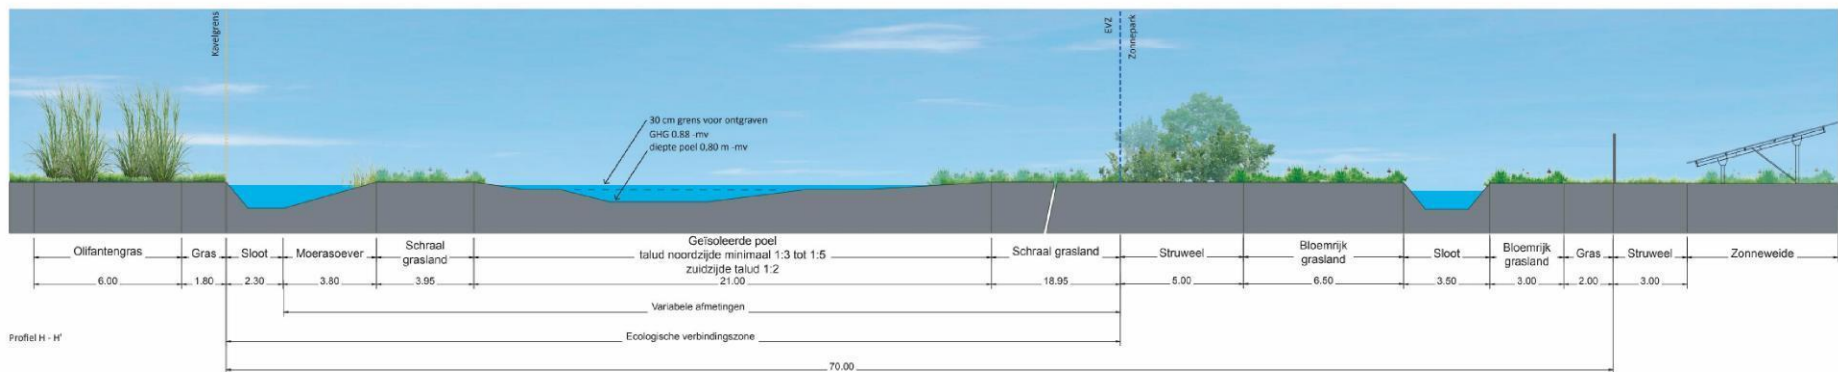 Kavelgrens
EVZ
Zonnepark
30 cm grens voor ontgraven
GHG 0.88 -mv
diepte poel 0,80 m -mv
Olifantengras
Gras
Sloot
Moerasoever
Schraal
grasland
Geïsoleerde poel
talud noordzijde minimaal 1:3 tot 1:5
zuidzijde talud 1:2
Schraal grasland
Struweel
Bloemrijk
grasland
Sloot
Bloemrijk
grasland
Gras
Struweel
Zonneweide
6.00
1.80
2.30
3.80
3.95
21.00
18.95
5.00
6.50
3.50
3.00
2.00
3.00
Variabele afmetingen
Ecologische verbindingszone
Profiel H - H'
70.00